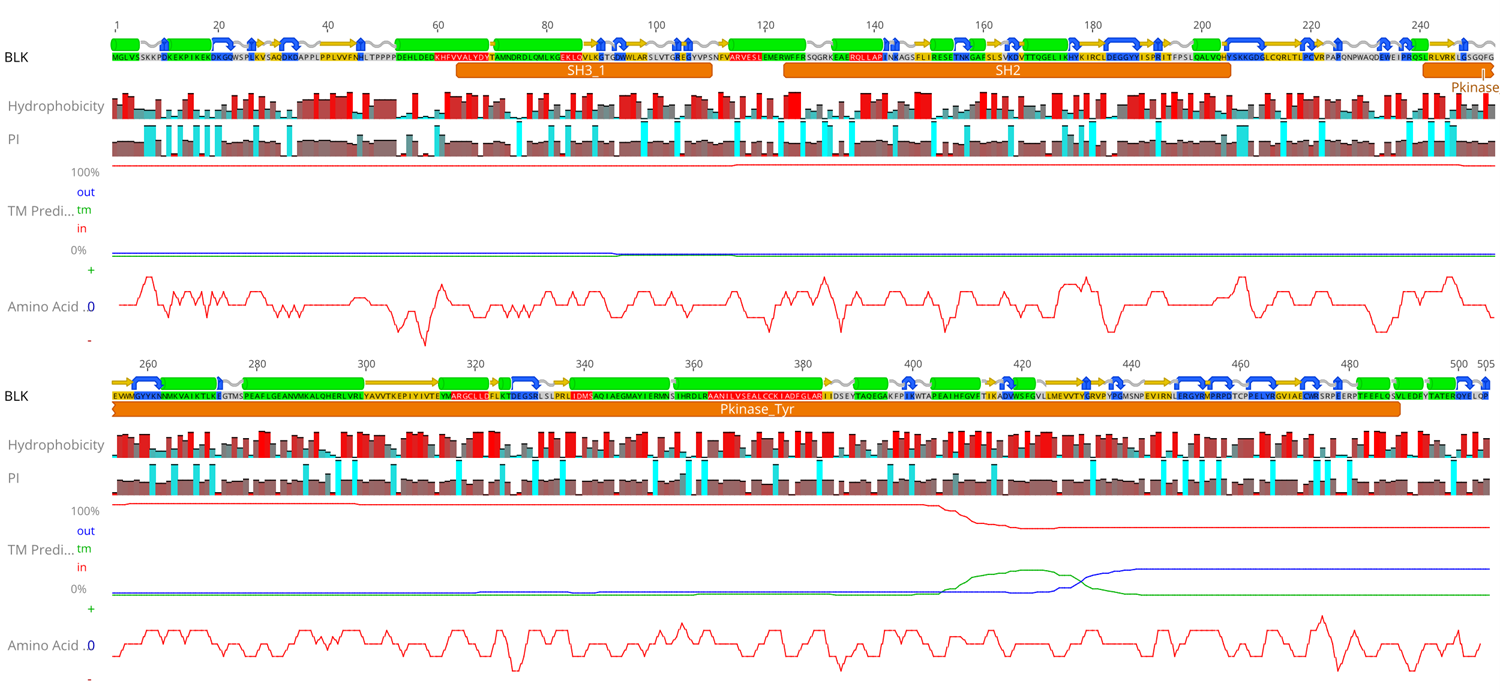 1 20 40 60 80 100 120 140 160 180 200 220 240
BLK MGLVSSKKPDKEKPIKEKDKGQWSPLKVSAQDKDAPPLPPLVVFNHLTPPPPDEHLDEDKHFVVALYDYTAMNDRDLQMLKGEKLQVLKGTGDWWLARSLVTGREGYVPSNFVARVESLEMERWFFRSQGRKEAERQLLAPINKAGSFLIRESETNKGAFSLSVKDVTTQGELIKHYKIRCLDEGGYYISPRITFPSLQALVQHYSKKGDGLCQRLTLPCVRPAPQNPWAQDEWEIPRQSLRLVRKLGSGQFG
SH3_1 SH2
Pkinase
Hydrophobicity
PI
100%
out
TM Predi... tm
in
0%
+
Amino Acid ..0
-
260 280 300 320 340 360 380 400 420 440 460 480 500 505
BLK EVWMGYYKNNMKVAIKTLKEGTMSPEAFLGEANVMKALQHERLVRLYAVVTKEPIYIVTEYMARGCLLDFLKTDEGSRLSLPRLIDMSAQIAEGMAYIERMNSIHRDLRAANILVSEALCCKIADFGLARIIDSEYTAQEGAKFPIKWTAPEAIHFGVFTIKADVWSFGVLLMEVVTYGRVPYPGMSNPEVIRNLERGYRMPRPDTCPPELYRGVIAECWRSRPEERPTFEFLQSVLEDFYTATERQYELQP
Pkinase_Tyr
Hydrophobicity
PI
100%
out
TM Predi... tm
in
0%
+
Amino Acid ..0
-